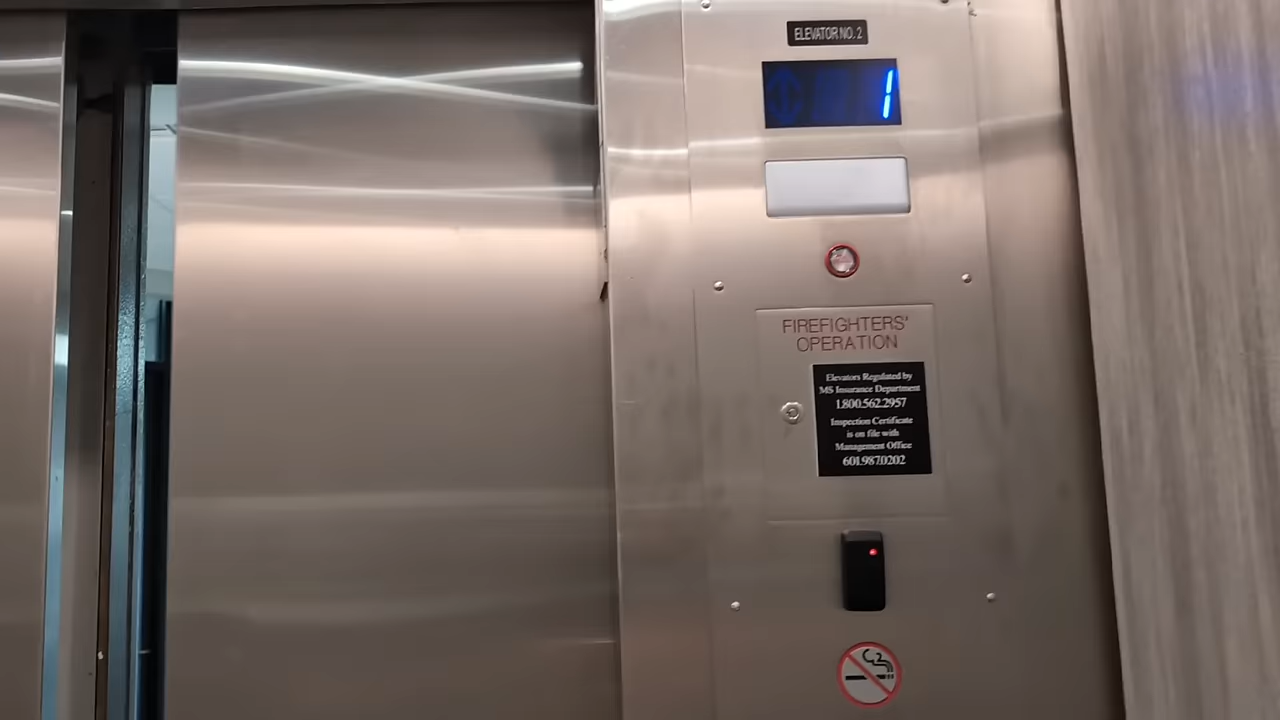 ELEVATOR NO. 2
1
FIREFIGHTERS'
OPERATION
Elevators Regulated by
MS Insurance Department
1.800.562.2957
Inspection Certificate
is on file with
Management Office
601.987.0202